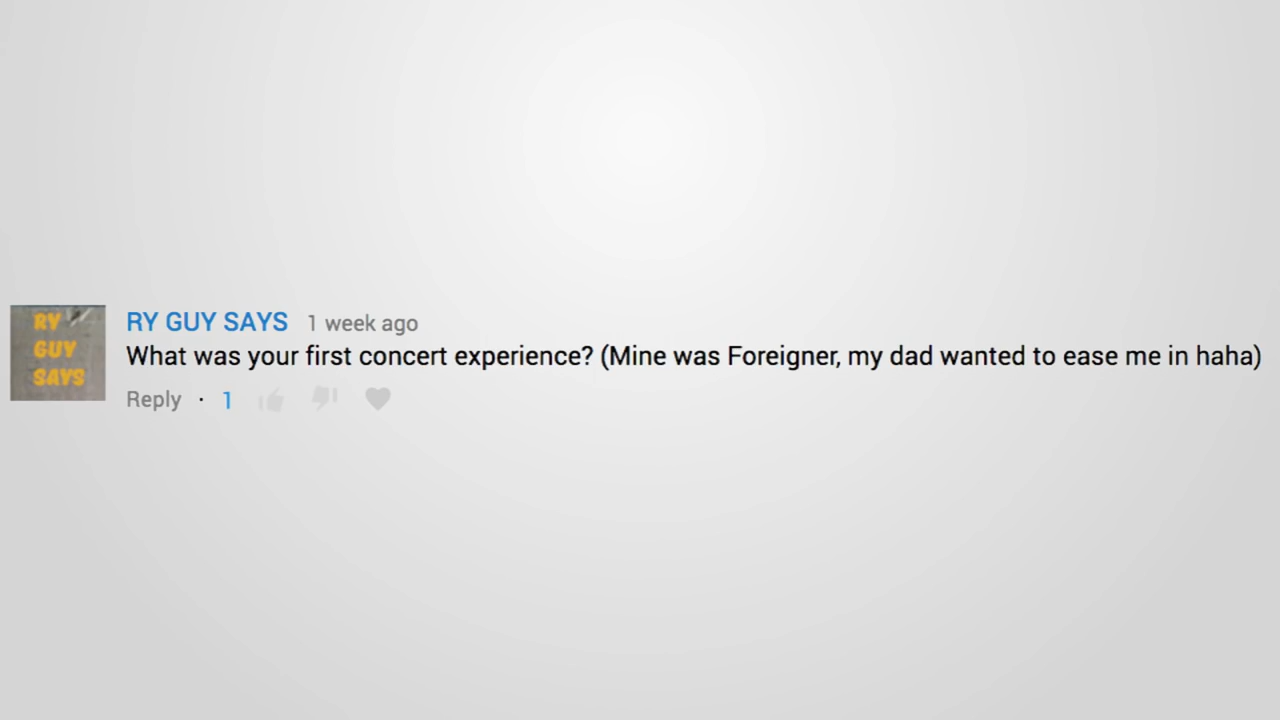 RY
GUY
SAYS
RY GUY SAYS 1 week ago
What was your first concert experience? (Mine was Foreigner, my dad wanted to ease me in haha)
Reply · 1